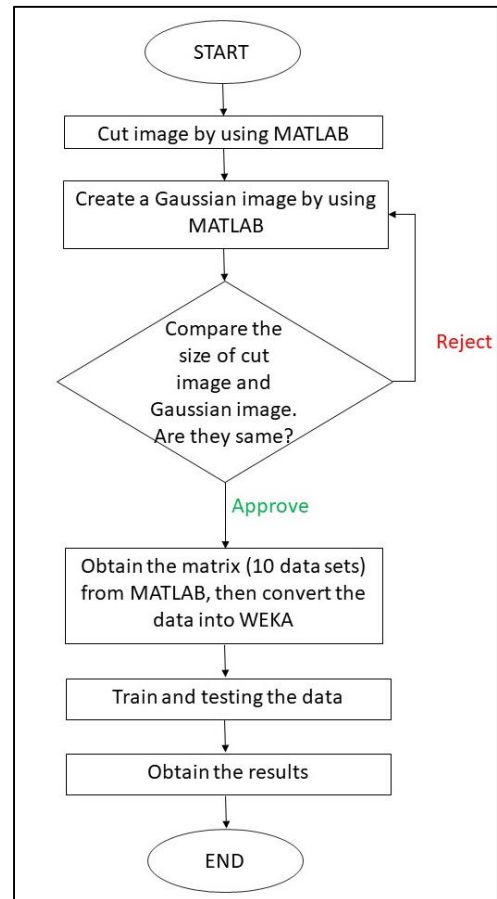 START
Cut image by using MATLAB
Create a Gaussian image by using
MATLAB
Compare the
size of cut
image and
Gaussian image.
Are they same?
Reject
Approve
Obtain the matrix (10 data sets)
from MATLAB, then convert the
data into WEKA
Train and testing the data
Obtain the results
END